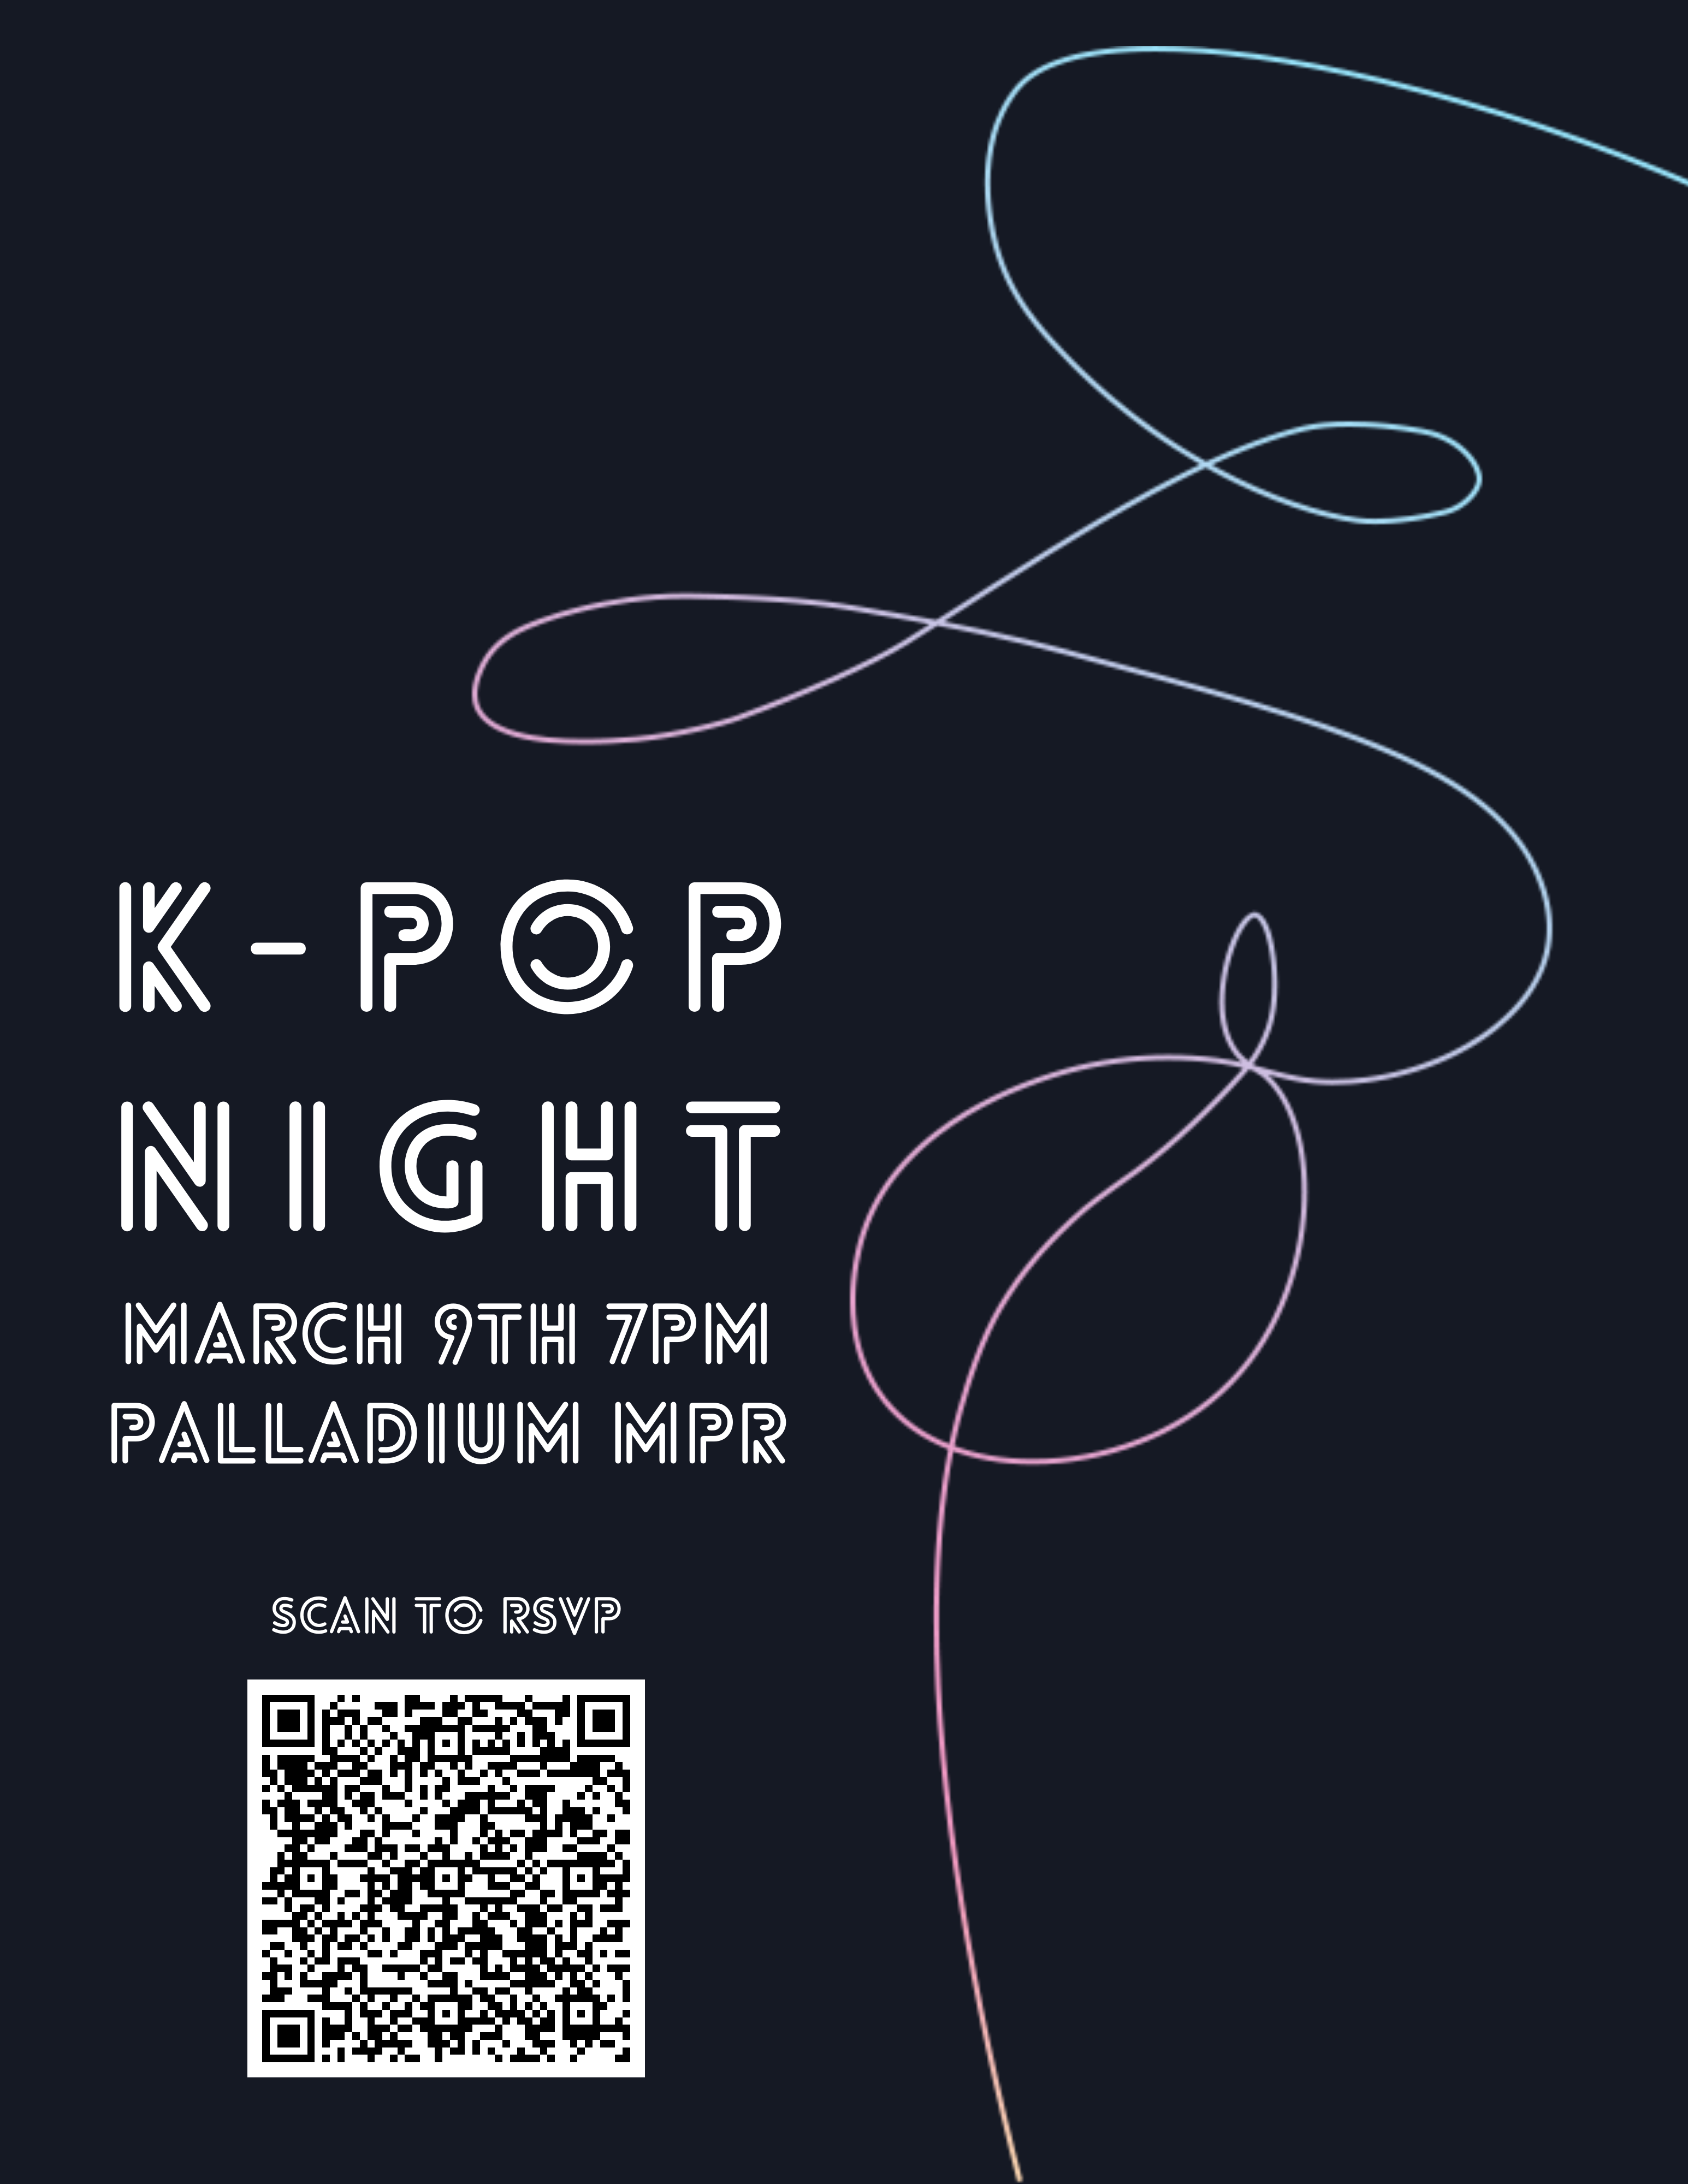 K-POP
NIGHT
MARCH 9TH 7PM
PALLADIUM MPR
SCAN TO RSVP